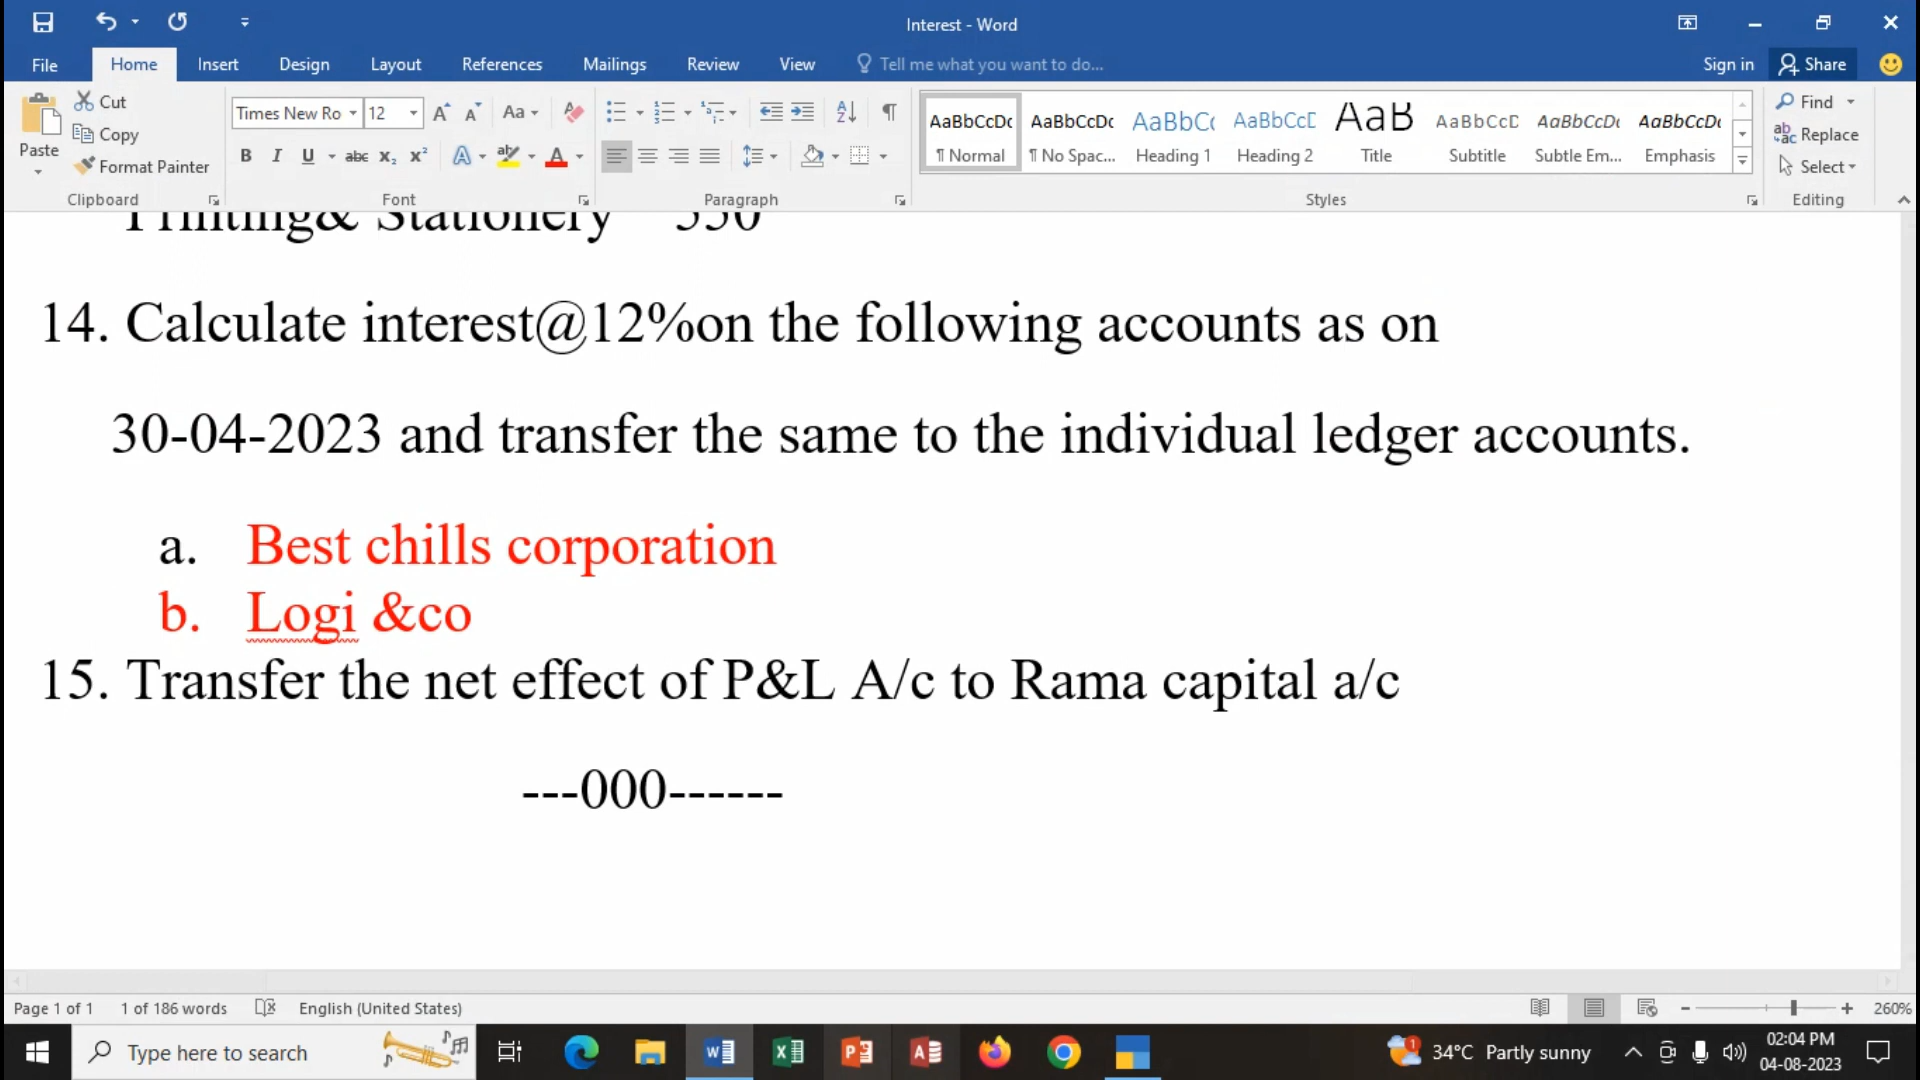 Interest - Word
File Home Insert Design Layout References Mailings Review View Tell me what you want to do... Sign in Share
Paste
Cut
Copy
Format Painter
Clipboard
Times New Ro 12
Font
Paragraph
AaBbCcDc AaBbCcDc AaBbC( AaBbCcE AaB AaBbCcD AaBbCcDc AaBbCcDc
¶ Normal ¶ No Spac... Heading 1 Heading 2 Title Subtitle Subtle Em... Emphasis
Styles
Find
Replace
Select
Editing
Printing& Stationery 550
14. Calculate interest@12%on the following accounts as on
30-04-2023 and transfer the same to the individual ledger accounts.
a. Best chills corporation
b. Logi &co
15. Transfer the net effect of P&L A/c to Rama capital a/c
---000------
Page 1 of 1 1 of 186 words English (United States) 260%
Type here to search
34°C Partly sunny
02:04 PM
04-08-2023